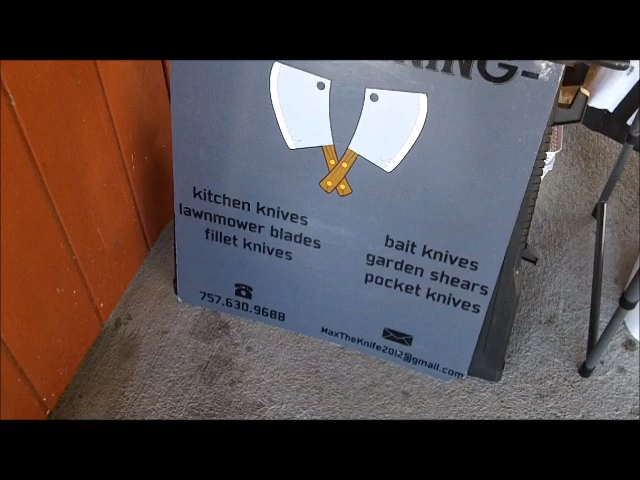 kitchen knives
lawnmower blades
fillet knives
bait knives
garden shears
pocket knives
757.630.9688
MaxTheKnife2012@gmail.com